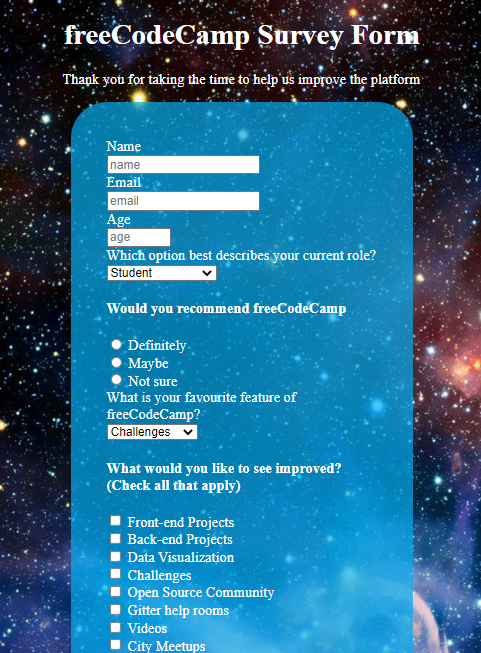 freeCodeCamp Survey Form
Thank you for taking the time to help us improve the platform
Name
name
Email
email
Age
age
Which option best describes your current role?
Student
Would you recommend freeCodeCamp
Definitely
Maybe
Not sure
What is your favourite feature of
freeCodeCamp?
Challenges
What would you like to see improved?
(Check all that apply)
Front-end Projects
Back-end Projects
Data Visualization
Challenges
Open Source Community
Gitter help rooms
Videos
City Meetups